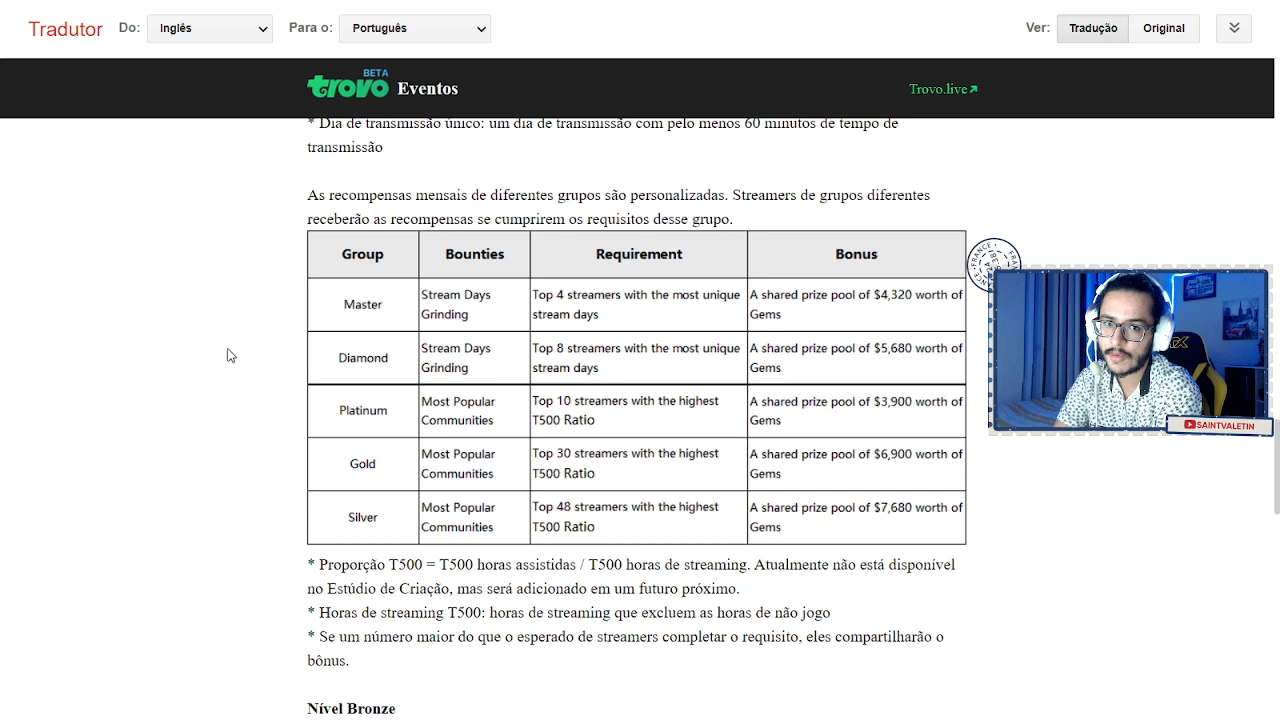 Tradutor Do: Inglês Para o: Português Ver: Tradução Original
trovo BETA Eventos Trovo.live
* Dia de transmissão único: um dia de transmissão com pelo menos 60 minutos de tempo de
transmissão
As recompensas mensais de diferentes grupos são personalizadas. Streamers de grupos diferentes
receberão as recompensas se cumprirem os requisitos desse grupo.
Group Bounties Requirement Bonus
Master
Stream Days
Grinding
Top 4 streamers with the most unique
stream days
A shared prize pool of $4,320 worth of
Gems
Diamond
Stream Days
Grinding
Top 8 streamers with the most unique
stream days
A shared prize pool of $5,680 worth of
Gems
Platinum
Most Popular
Communities
Top 10 streamers with the highest
T500 Ratio
A shared prize pool of $3,900 worth of
Gems
Gold
Most Popular
Communities
Top 30 streamers with the highest
T500 Ratio
A shared prize pool of $6,900 worth of
Gems
Silver
Most Popular
Communities
Top 48 streamers with the highest
T500 Ratio
A shared prize pool of $7,680 worth of
Gems
FRANCE
SAINTVALETIN
* Proporção T500 = T500 horas assistidas / T500 horas de streaming. Atualmente não está disponível
no Estúdio de Criação, mas será adicionado em um futuro próximo.
* Horas de streaming T500: horas de streaming que excluem as horas de não jogo
* Se um número maior do que o esperado de streamers completar o requisito, eles compartilharão o
bônus.
Nível Bronze